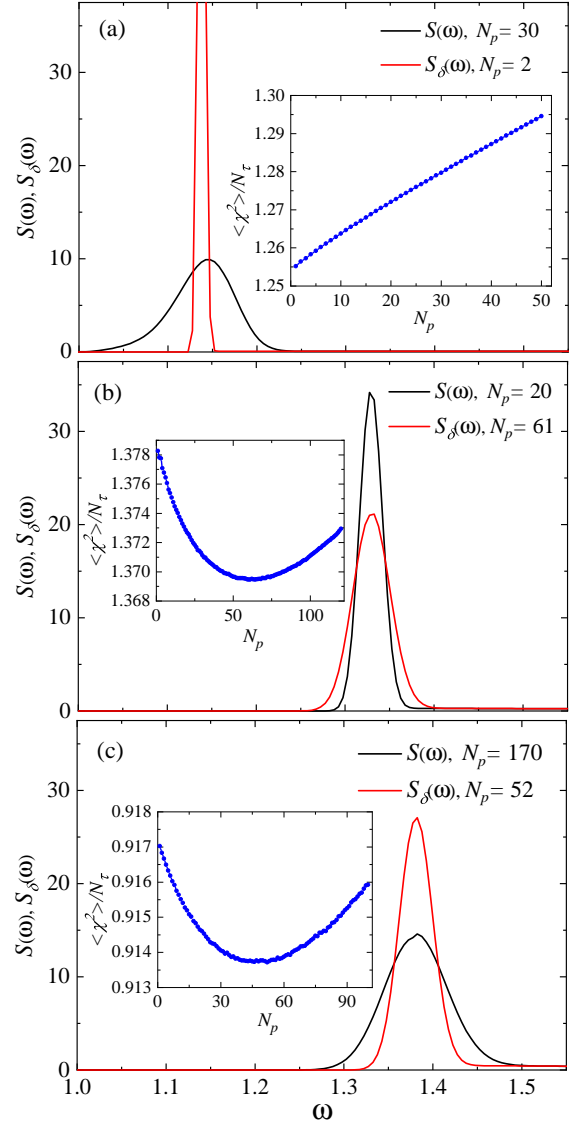 (a)
S(ω), N_p = 30
S_δ(ω), N_p = 2
S(ω), S_δ(ω)
30
20
10
0
<χ²>/N_τ
1.30
1.29
1.28
1.27
1.26
1.25
0 10 20 30 40 50
N_p
(b)
S(ω), N_p = 20
S_δ(ω), N_p = 61
S(ω), S_δ(ω)
30
20
10
0
<χ²>/N_τ
1.378
1.376
1.374
1.372
1.370
1.368
0 50 100
N_p
(c)
S(ω), N_p = 170
S_δ(ω), N_p = 52
S(ω), S_δ(ω)
30
20
10
0
<χ²>/N_τ
0.918
0.917
0.916
0.915
0.914
0.913
0 30 60 90
N_p
1.0 1.1 1.2 1.3 1.4 1.5
ω